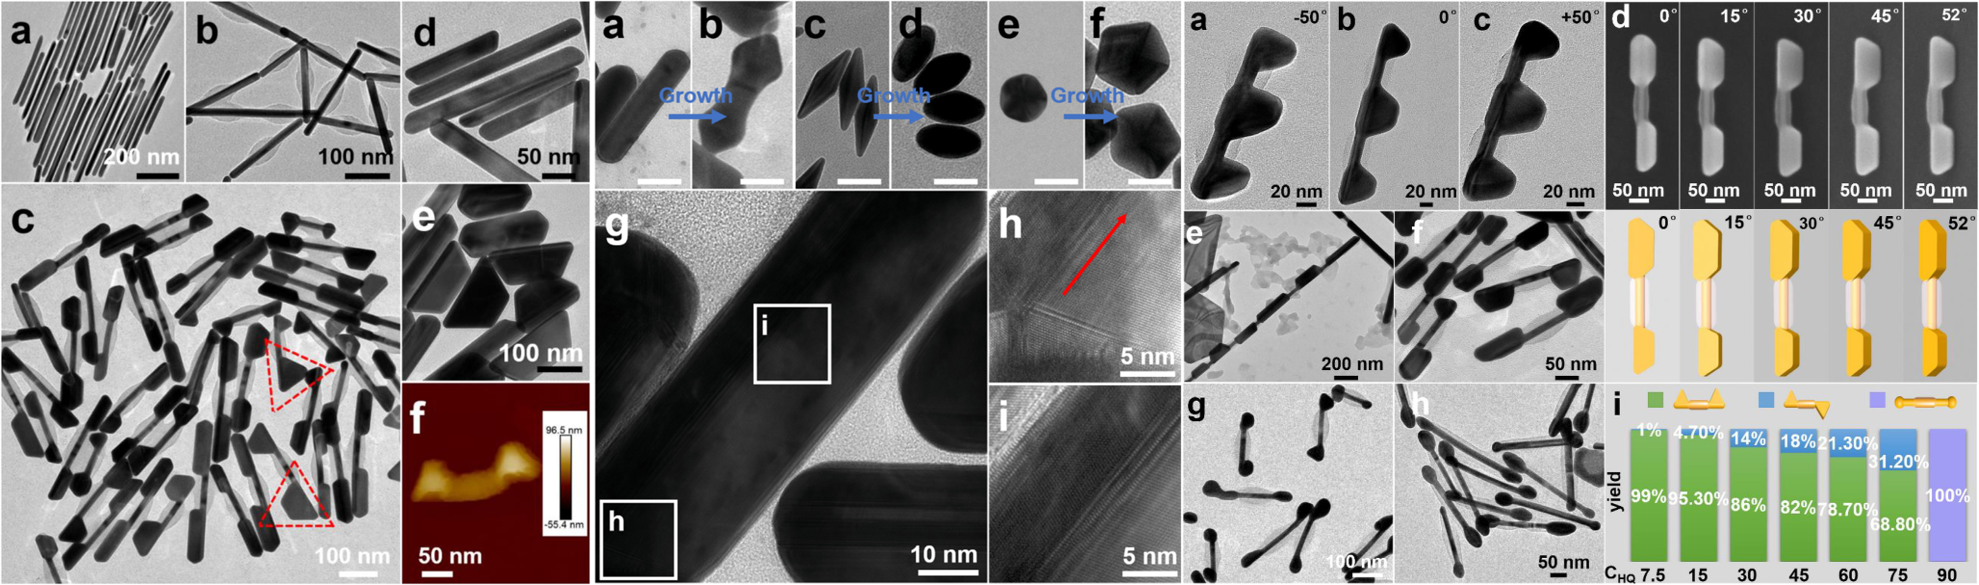 a
200 nm
b
100 nm
d
50 nm
c
100 nm
e
100 nm
f
96.5 nm
-55.4 nm
50 nm
a
Growth
b
c
Growth
d
e
Growth
f
g
i
h
10 nm
h
5 nm
i
5 nm
a
-50°
20 nm
b
0°
20 nm
c
+50°
20 nm
d
0°
15°
30°
45°
52°
50 nm
50 nm
50 nm
50 nm
50 nm
0°
15°
30°
45°
52°
e
200 nm
f
50 nm
g
100 nm
h
50 nm
i
1%
4.70%
14%
18%
21.30%
31.20%
99%
95.30%
86%
82%
78.70%
68.80%
100%
yield
CHQ 7.5 15 30 45 60 75 90